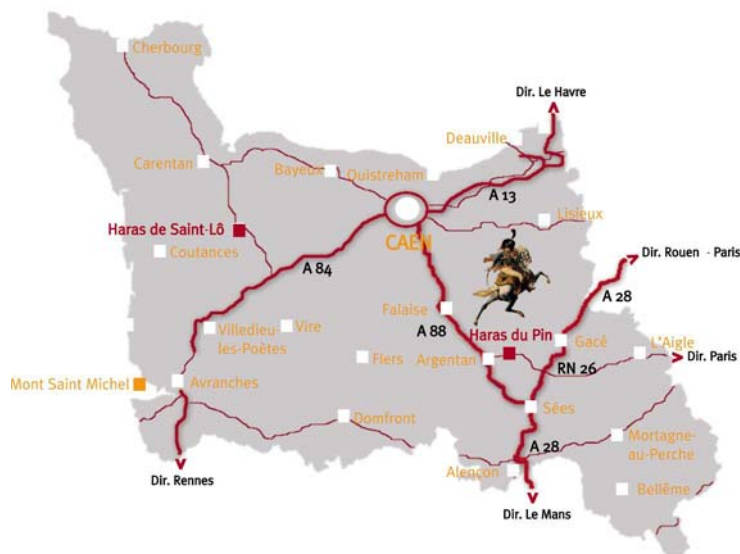 Cherbourg
Dir. Le Havre
Deauville
Carentan
Bayeux
Ouistreham
A 13
Haras de Saint-Lô
Lisieux
CAEN
Coutances
Dir. Rouen - Paris
A 84
A 28
Falaise
Villedieu
les-Poètes
Vire
A 88
Haras du Pin
Gacé
L'Aigle
Flers
Argentan
Dir. Paris
RN 26
Mont Saint Michel
Avranches
Sées
Domfront
Mortagne-
au-Perche
A 28
Alençon
Dir. Rennes
Bellême
Dir. Le Mans